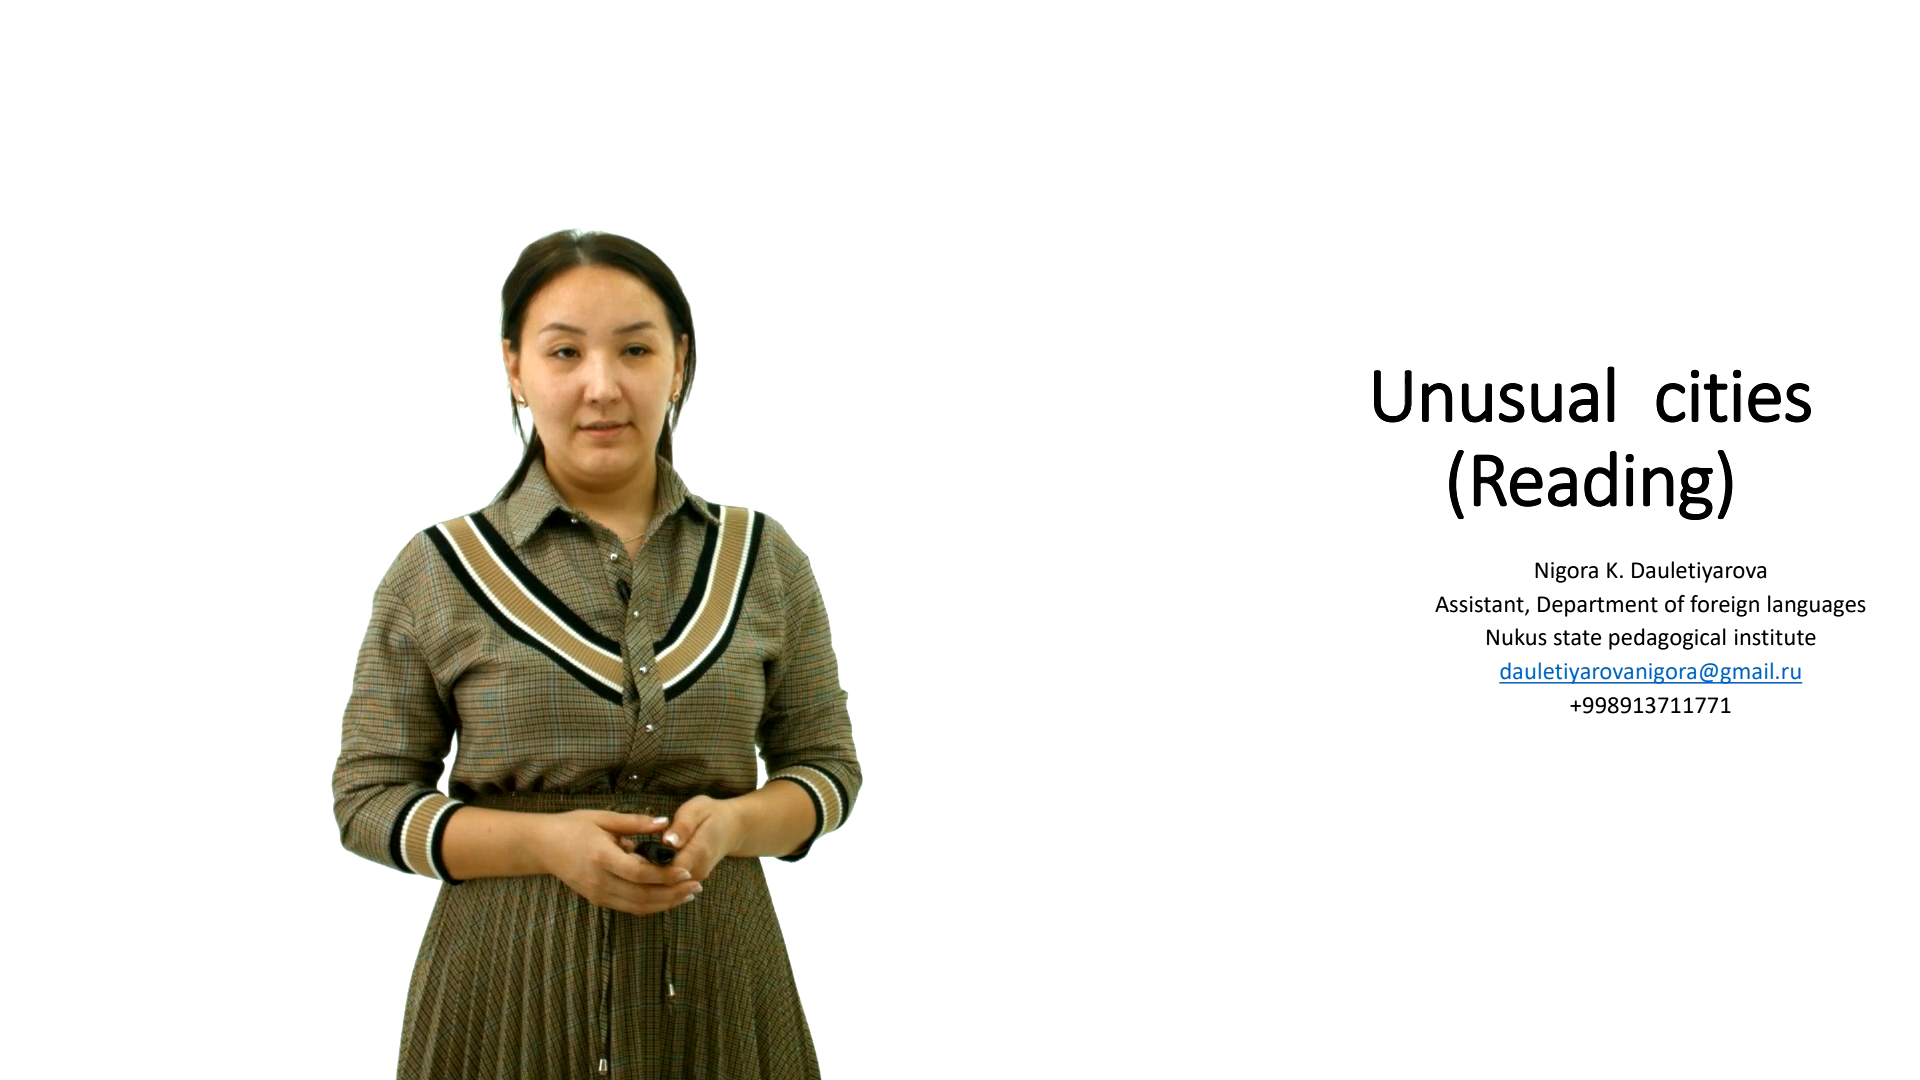 Unusual cities
(Reading)
Nigora K. Dauletiyarova
Assistant, Department of foreign languages
Nukus state pedagogical institute
dauletiyarovanigora@gmail.ru
+998913711771